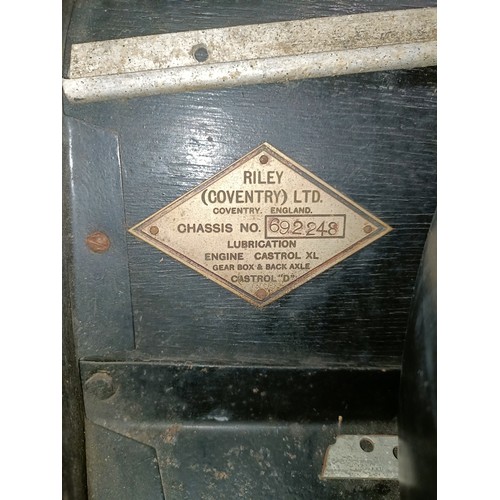 RILEY
(COVENTRY) LTD.
COVENTRY, ENGLAND.
CHASSIS NO. 692248
LUBRICATION
ENGINE CASTROL XL
GEAR BOX & BACK AXLE
CASTROL "D"